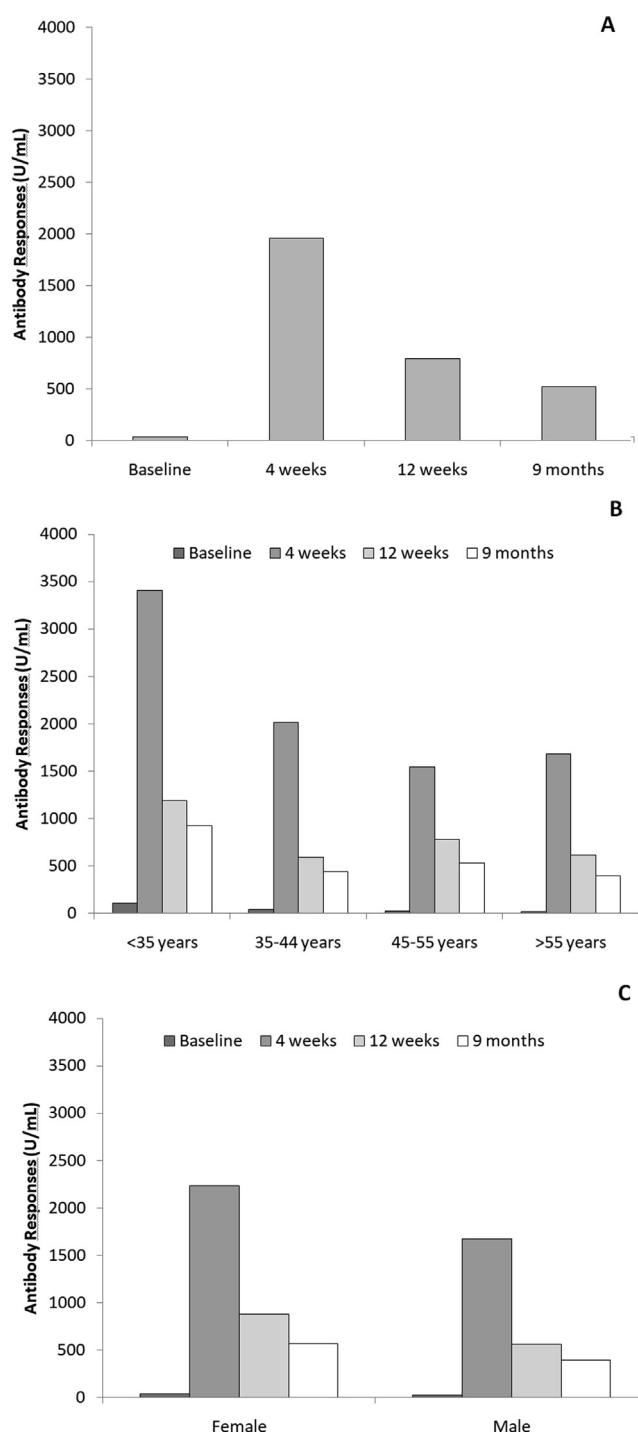 A
4000
3500
3000
2500
2000
1500
1000
500
0
Antibody Responses (U/mL)
Baseline 4 weeks 12 weeks 9 months
B
4000
3500
3000
2500
2000
1500
1000
500
0
Antibody Responses (U/mL)
Baseline 4 weeks 12 weeks 9 months
<35 years 35-44 years 45-55 years >55 years
C
4000
3500
3000
2500
2000
1500
1000
500
0
Antibody Responses (U/mL)
Baseline 4 weeks 12 weeks 9 months
Female Male